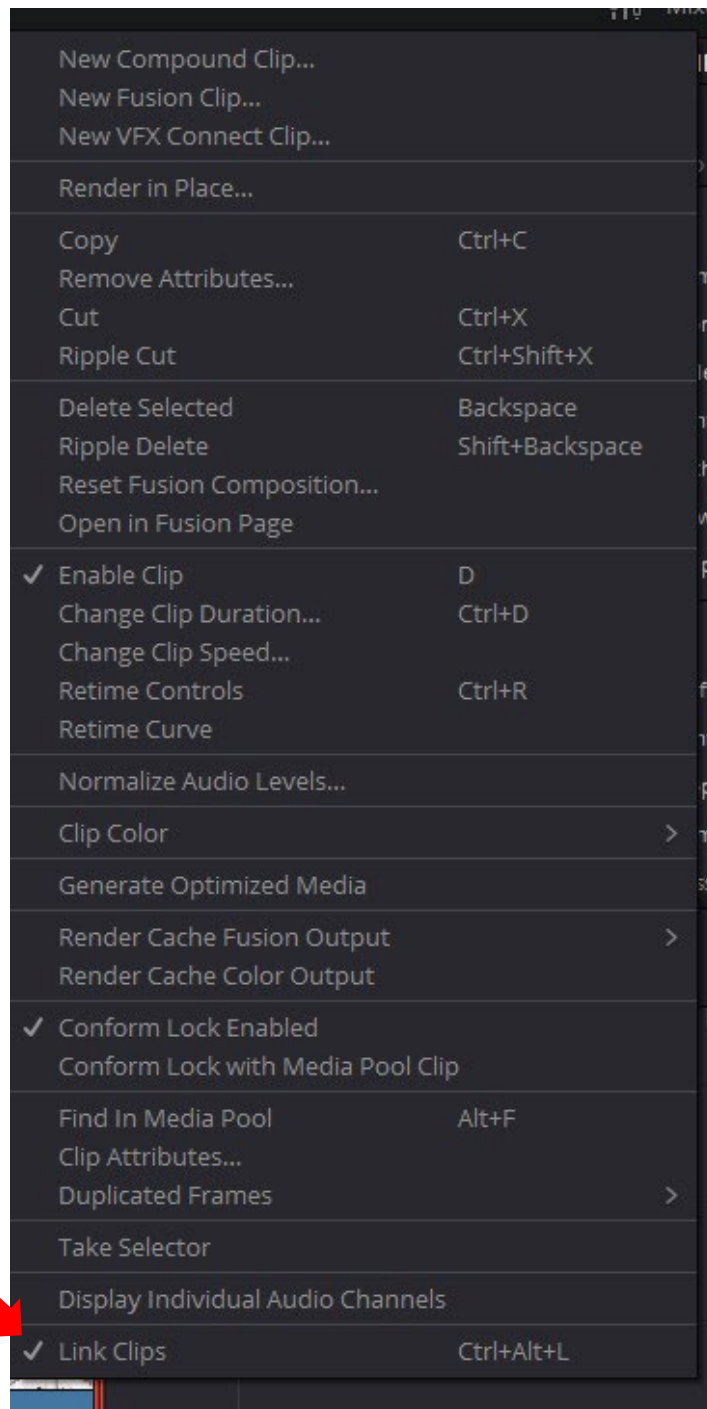 New Compound Clip...
New Fusion Clip...
New VFX Connect Clip...
Render in Place...
Copy Ctrl+C
Remove Attributes...
Cut Ctrl+X
Ripple Cut Ctrl+Shift+X
Delete Selected Backspace
Ripple Delete Shift+Backspace
Reset Fusion Composition...
Open in Fusion Page
Enable Clip D
Change Clip Duration... Ctrl+D
Change Clip Speed...
Retime Controls Ctrl+R
Retime Curve
Normalize Audio Levels...
Clip Color
Generate Optimized Media
Render Cache Fusion Output
Render Cache Color Output
Conform Lock Enabled
Conform Lock with Media Pool Clip
Find In Media Pool Alt+F
Clip Attributes...
Duplicated Frames
Take Selector
Display Individual Audio Channels
Link Clips Ctrl+Alt+L